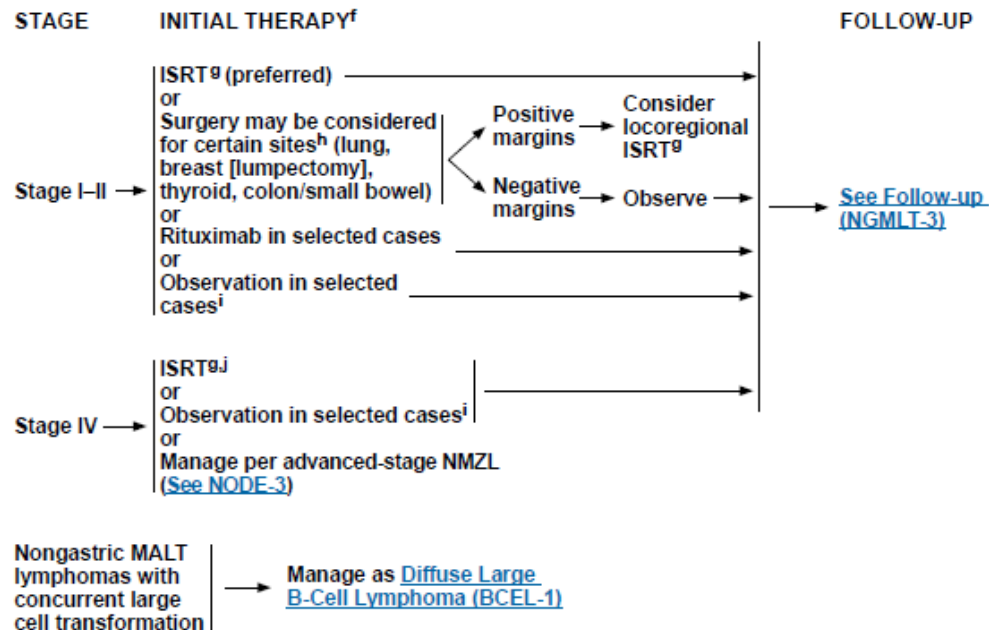 STAGE INITIAL THERAPYf FOLLOW-UP
ISRTg (preferred)
or
Surgery may be considered
for certain sitesh (lung,
breast [lumpectomy],
thyroid, colon/small bowel)
or
Rituximab in selected cases
or
Observation in selected
casesi
Stage I–II
Positive
margins
Consider
locoregional
ISRTg
Negative
margins
Observe
See Follow-up
(NGMLT-3)
Stage IV
ISRTg,j
or
Observation in selected casesi
or
Manage per advanced-stage NMZL
(See NODE-3)
Nongastric MALT
lymphomas with
concurrent large
cell transformation
Manage as Diffuse Large
B-Cell Lymphoma (BCEL-1)